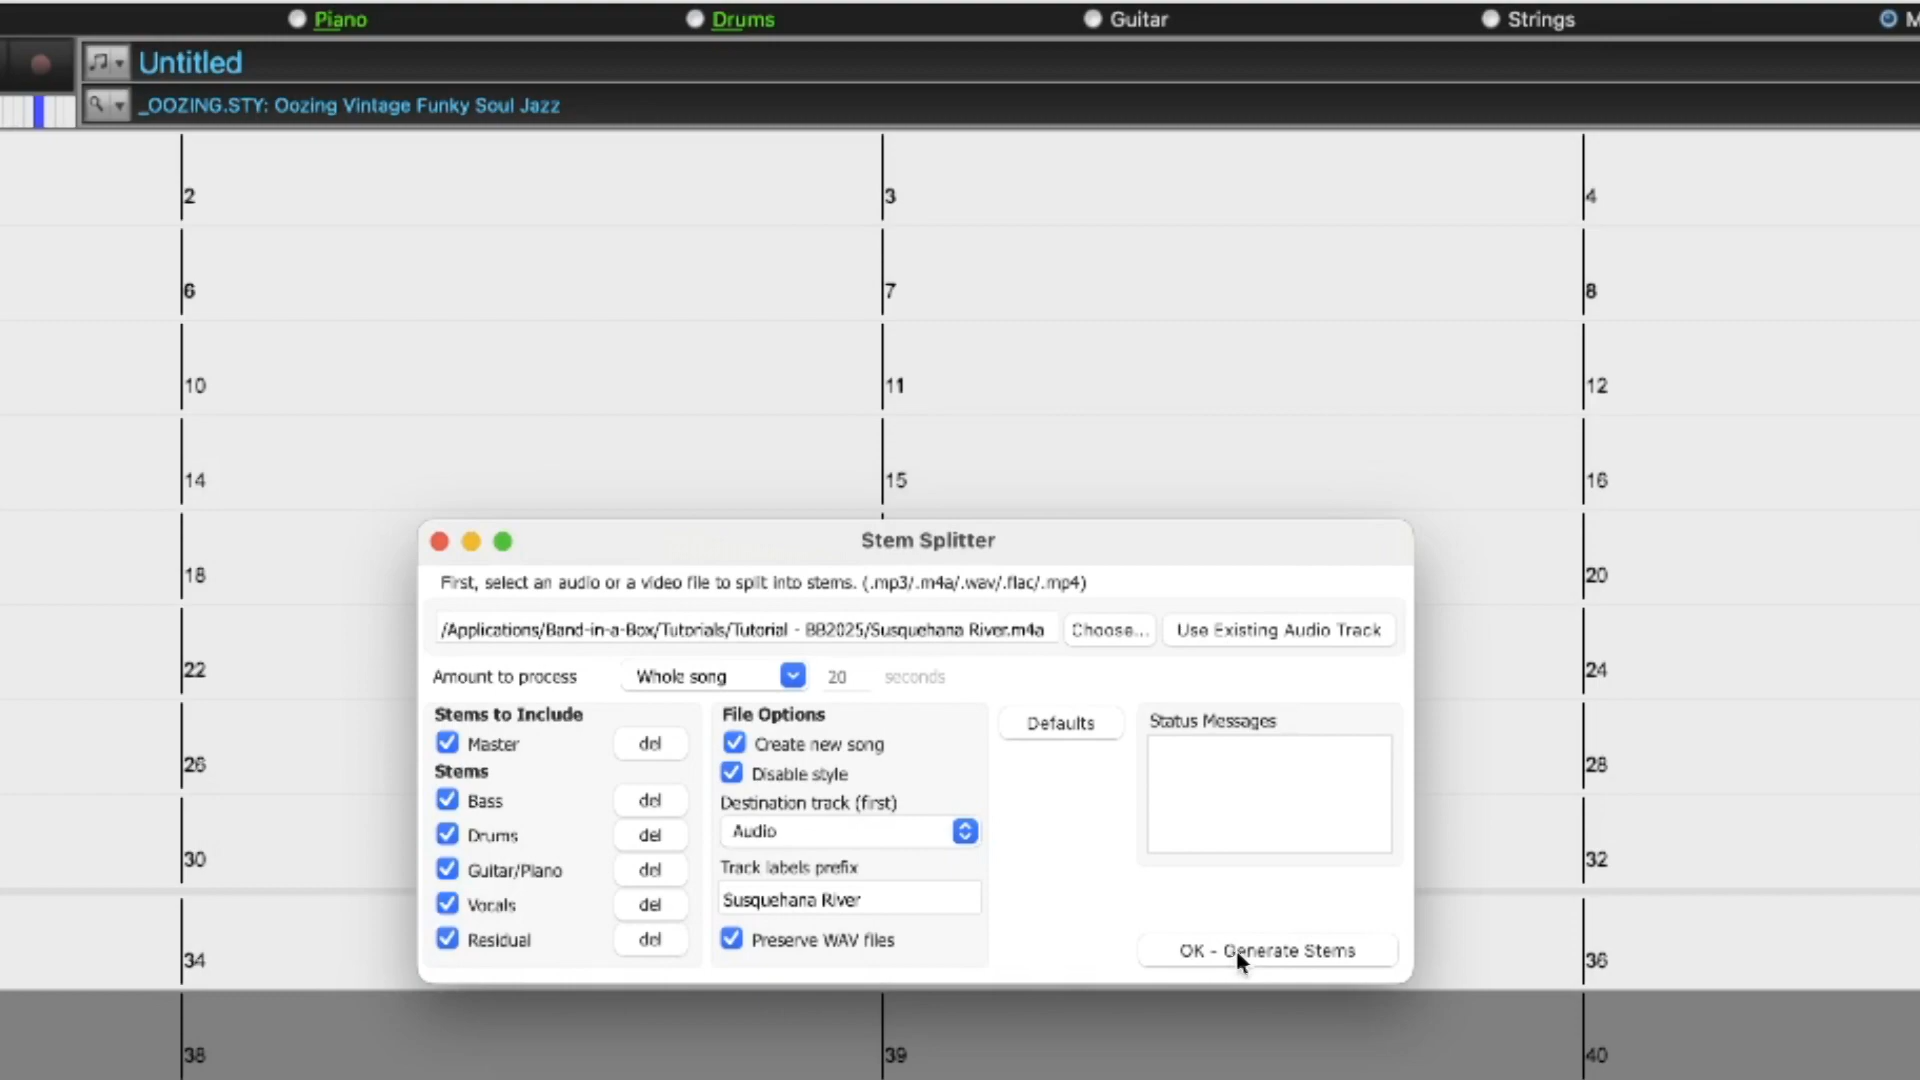 Piano Drums Guitar Strings M
Untitled
_OOZING.STY: Oozing Vintage Funky Soul Jazz
2 3 4
6 7 8
10 11 12
14 15 16
18 20
22 24
26 28
30 32
34 36
38 39 40
Stem Splitter
First, select an audio or a video file to split into stems. (.mp3/.m4a/.wav/.flac/.mp4)
/Applications/Band-in-a-Box/Tutorials/Tutorial - BB2025/Susquehana River.m4a Choose... Use Existing Audio Track
Amount to process Whole song 20 seconds
Stems to Include
Master del
Stems
Bass del
Drums del
Guitar/Piano del
Vocals del
Residual del
File Options
Create new song
Disable style
Destination track (first)
Audio
Track labels prefix
Susquehana River
Preserve WAV files
Defaults
Status Messages
OK - Generate Stems